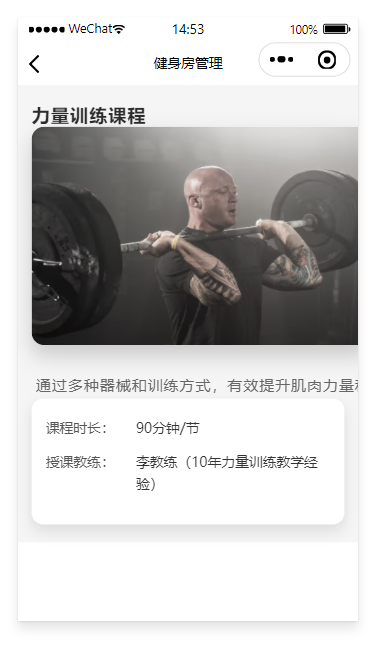 WeChat 14:53 100%
健身房管理
力量训练课程
通过多种器械和训练方式，有效提升肌肉力量
课程时长： 90分钟/节
授课教练： 李教练（10年力量训练教学经
验）